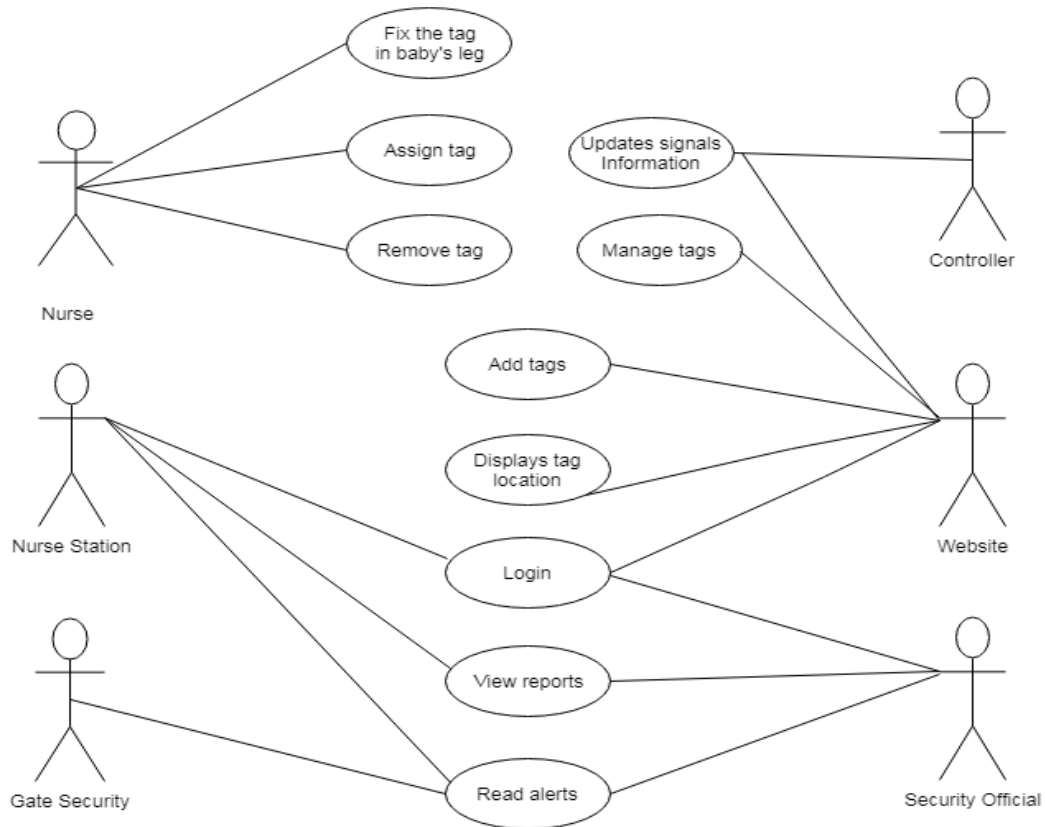 Fix the tag
in baby's leg
Assign tag
Updates signals
Information
Remove tag
Manage tags
Controller
Nurse
Add tags
Displays tag
location
Nurse Station
Website
Login
View reports
Gate Security
Read alerts
Security Official